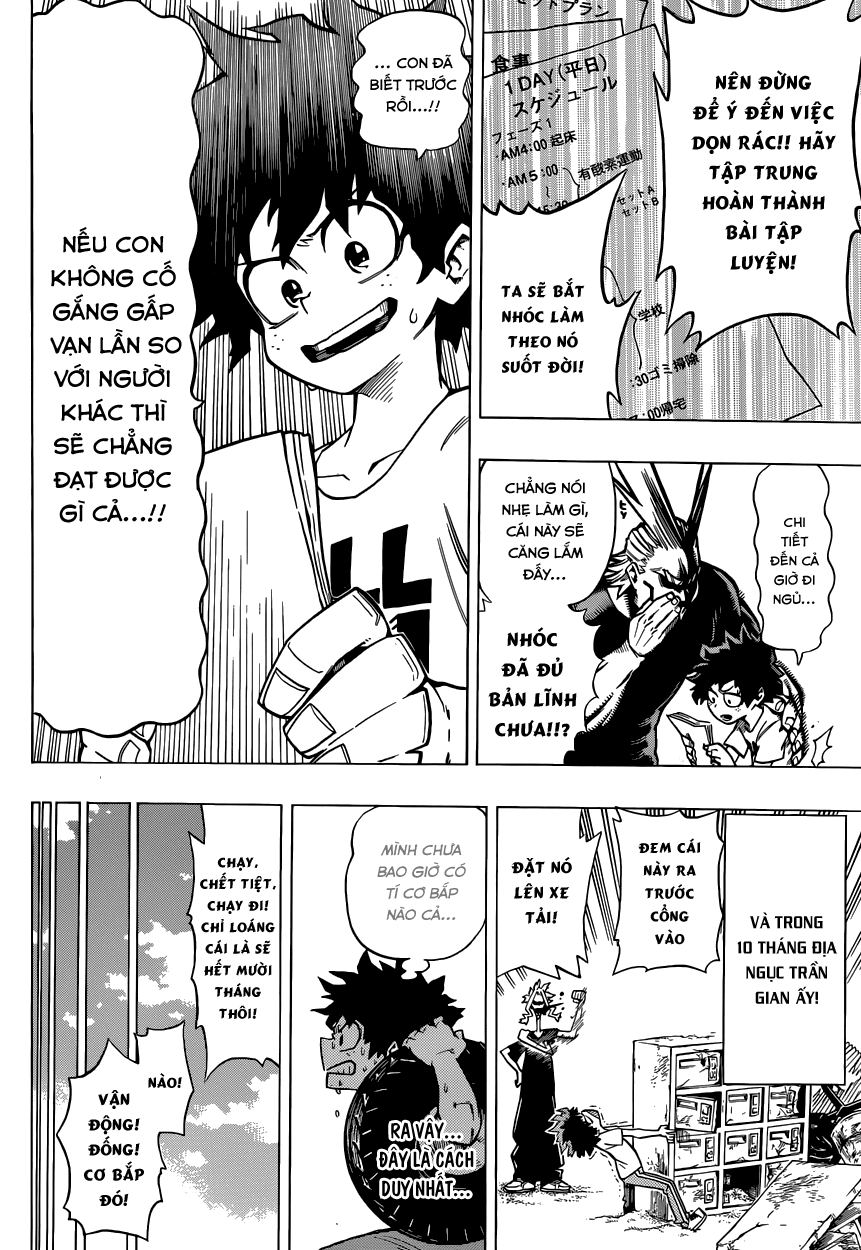 セットプラン
食事
1 DAY(平日)
スケジュール
フェーズ1
・AM4:00 起床
・AM5:00
〜
有酸素運動
セットA
セットB
学校
:30ゴミ掃除
:00帰宅
NÊN ĐỪNG
ĐỂ Ý ĐẾN VIỆC
DỌN RÁC!! HÃY
TẬP TRUNG
HOÀN THÀNH
BÀI TẬP
LUYỆN!
TA SẼ BẮT
NHÓC LÀM
THEO NÓ
SUỐT ĐỜI!
... CON ĐÃ
BIẾT TRƯỚC
RỒI...!!
NẾU CON
KHÔNG CỐ
GẮNG GẤP
VẠN LẦN SO
VỚI NGƯỜI
KHÁC THÌ
SẼ CHẲNG
ĐẠT ĐƯỢC
GÌ CẢ...!!
CHI
TIẾT
ĐẾN CẢ
GIỜ ĐI
NGỦ...
CHẲNG NÓI
NHẸ LÀM GÌ,
CÁI NÀY SẼ
CĂNG LẮM
ĐẤY...
NHÓC
ĐÃ ĐỦ
BẢN LĨNH
CHƯA!!?
VÀ TRONG
10 THÁNG ĐỊA
NGỤC TRẦN
GIAN ẤY!
ĐEM CÁI
NÀY RA
TRƯỚC
CỔNG
VÀO
ĐẶT NÓ
LÊN XE
TẢI!
MÌNH CHƯA
BAO GIỜ CÓ
TÍ CƠ BẮP
NÀO CẢ...
RA VẬY...
ĐÂY LÀ CÁCH
DUY NHẤT...
CHẠY,
CHẾT TIỆT,
CHẠY ĐI!
CHỈ LOÁNG
CÁI LÀ SẼ
HẾT MƯỜI
THÁNG
THÔI!
NÀO!
VẬN
ĐỘNG!
ĐỐNG!
CƠ BẮP
ĐÓ!